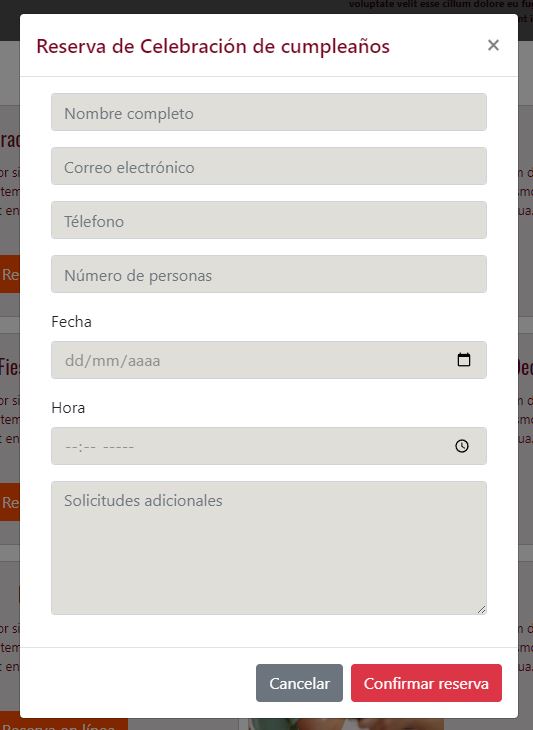 voluptate velit esse cillum dolore eu fu
Reserva de Celebración de cumpleaños
×
Nombre completo
Correo electrónico
Télefono
Número de personas
Fecha
dd/mm/aaaa
Hora
--:-- -----
Solicitudes adicionales
Cancelar
Confirmar reserva
Reserva en línea